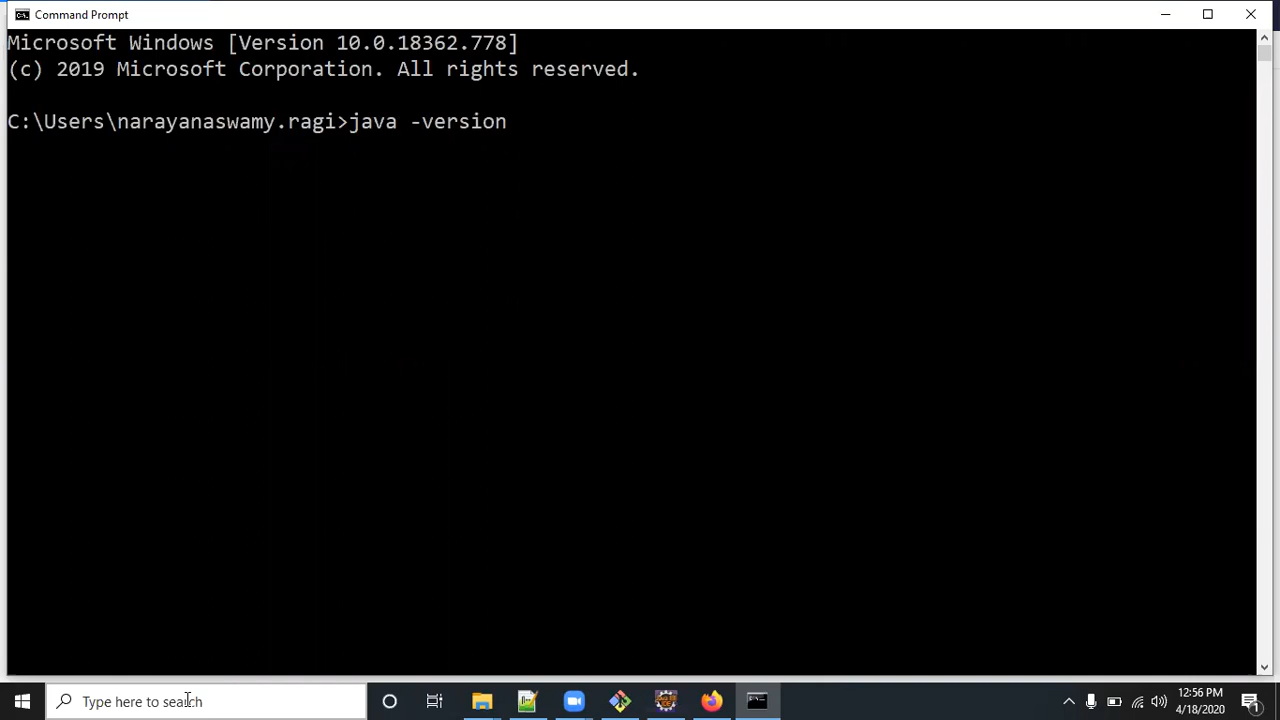 Command Prompt
Microsoft Windows [Version 10.0.18362.778]
(c) 2019 Microsoft Corporation. All rights reserved.
C:\Users\narayanaswamy.ragi>java -version
Type here to search
12:56 PM
4/18/2020
1